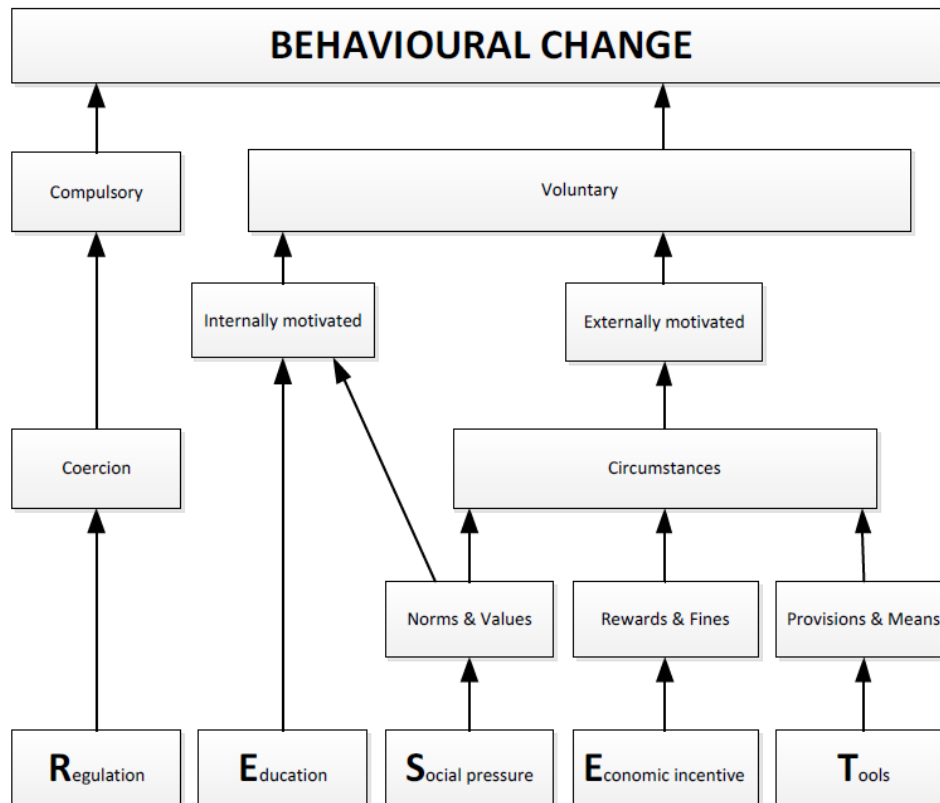 BEHAVIOURAL CHANGE
Compulsory
Voluntary
Internally motivated
Externally motivated
Coercion
Circumstances
Norms & Values
Rewards & Fines
Provisions & Means
Regulation
Education
Social pressure
Economic incentive
Tools